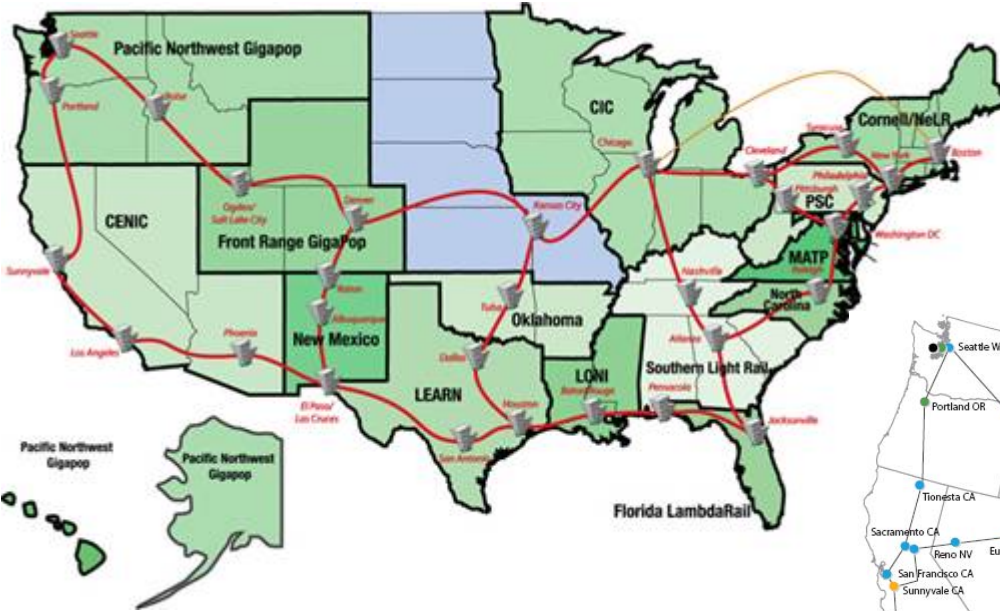 Seattle
Pacific Northwest Gigapop
Portland
Boise
CIC
Cornell/NeLR
Chicago
Cleveland
Syracuse
New York
Boston
Philadelphia
Pittsburgh
PSC
Washington DC
CENIC
Ogden/
Salt Lake City
Denver
Kansas City
Front Range GigaPop
MATP
Raleigh
Sunnyvale
Raton
Nashville
North
Carolina
Albuquerque
Tulsa
Oklahoma
New Mexico
Phoenix
Los Angeles
Atlanta
Dallas
Southern Light Rail
LONI
Baton Rouge
Pensacola
LEARN
Houston
El Paso/
Las Cruces
Jacksonville
San Antonio
Pacific Northwest
Gigapop
Pacific Northwest
Gigapop
Florida LambdaRail
Seattle W
Portland OR
Tionesta CA
Sacramento CA
Reno NV
Eu
San Francisco CA
Sunnyvale CA